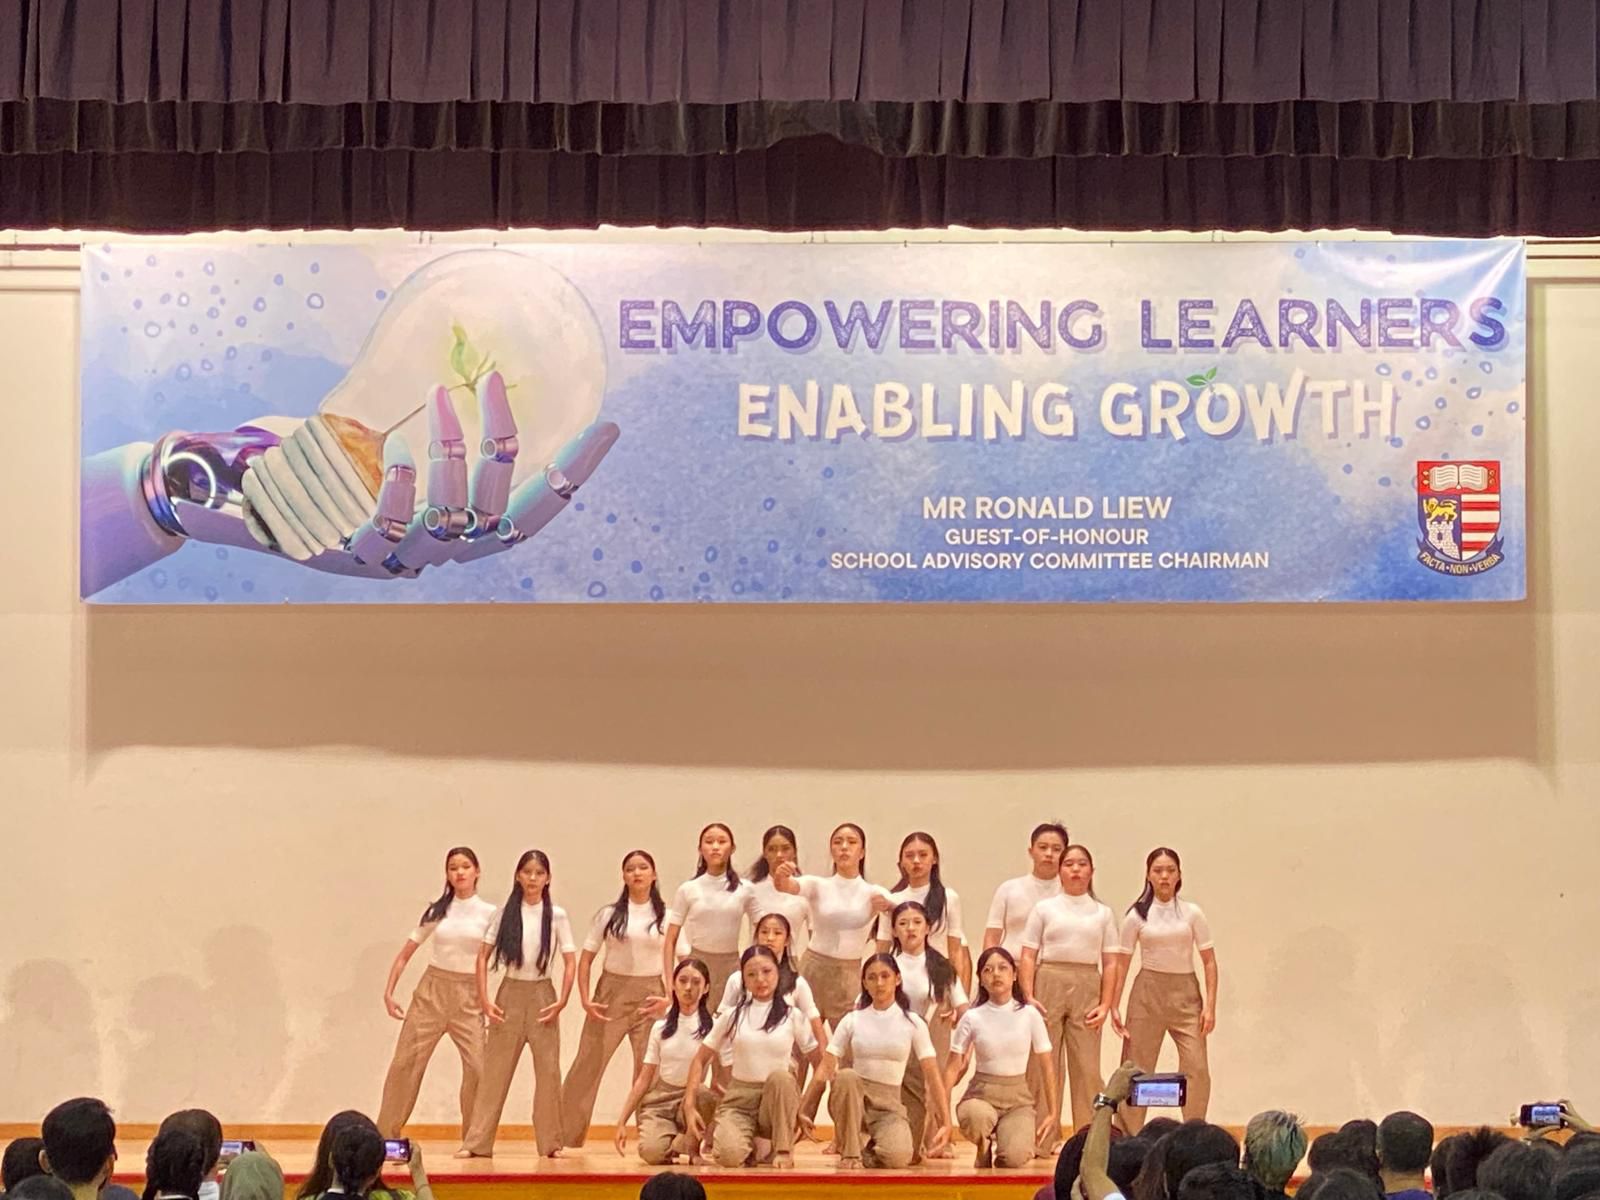 EMPOWERING LEARNERS
ENABLING GROWTH
MR RONALD LIEW
GUEST-OF-HONOUR
SCHOOL ADVISORY COMMITTEE CHAIRMAN
FACTA·NON·VERBA